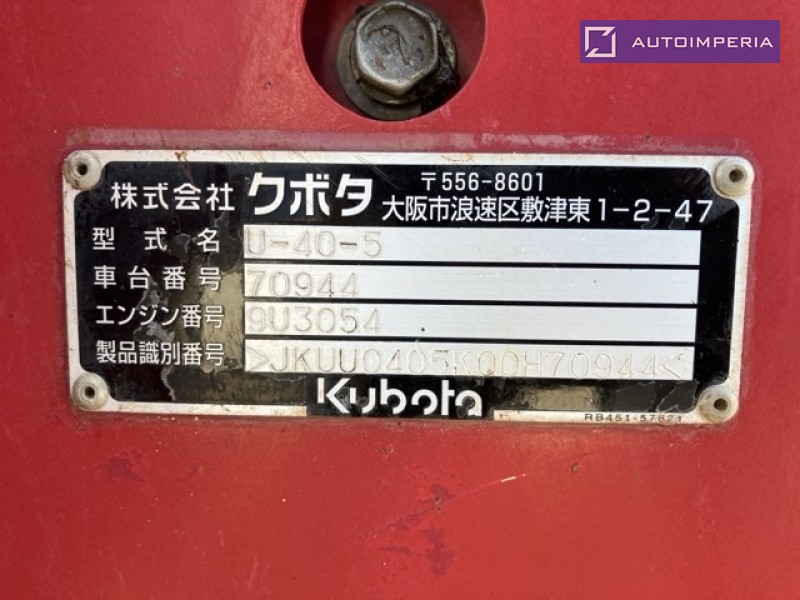 AUTOIMPERIA
株式会社 クボタ
〒556-8601
大阪市浪速区敷津東1-2-47
型式名 U-40-5
車台番号 70944
エンジン番号 9U3054
製品識別番号 >JKUU0405K00H70944<
Kubota
RB451-57821